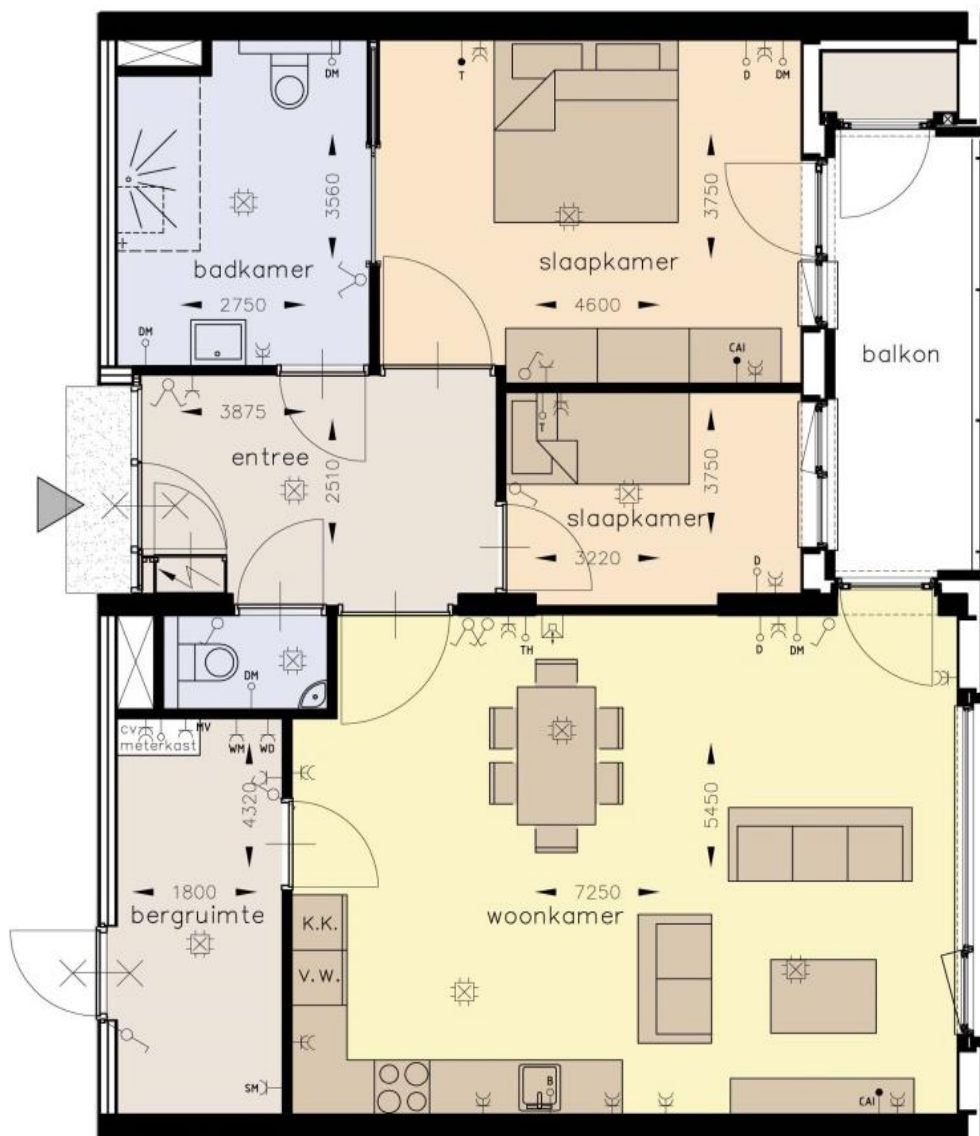 DM
T
D
DM
3560
3750
badkamer
slaapkamer
2750
4600
DM
CAI
balkon
3875
entree
2510
T
3750
slaapkamer
3220
D
TH
D
DM
DM
cv
meterkast
MV
WM
WD
4320
5450
1800
7250
bergruimte
woonkamer
K.K.
V.W.
SM
B
CAI